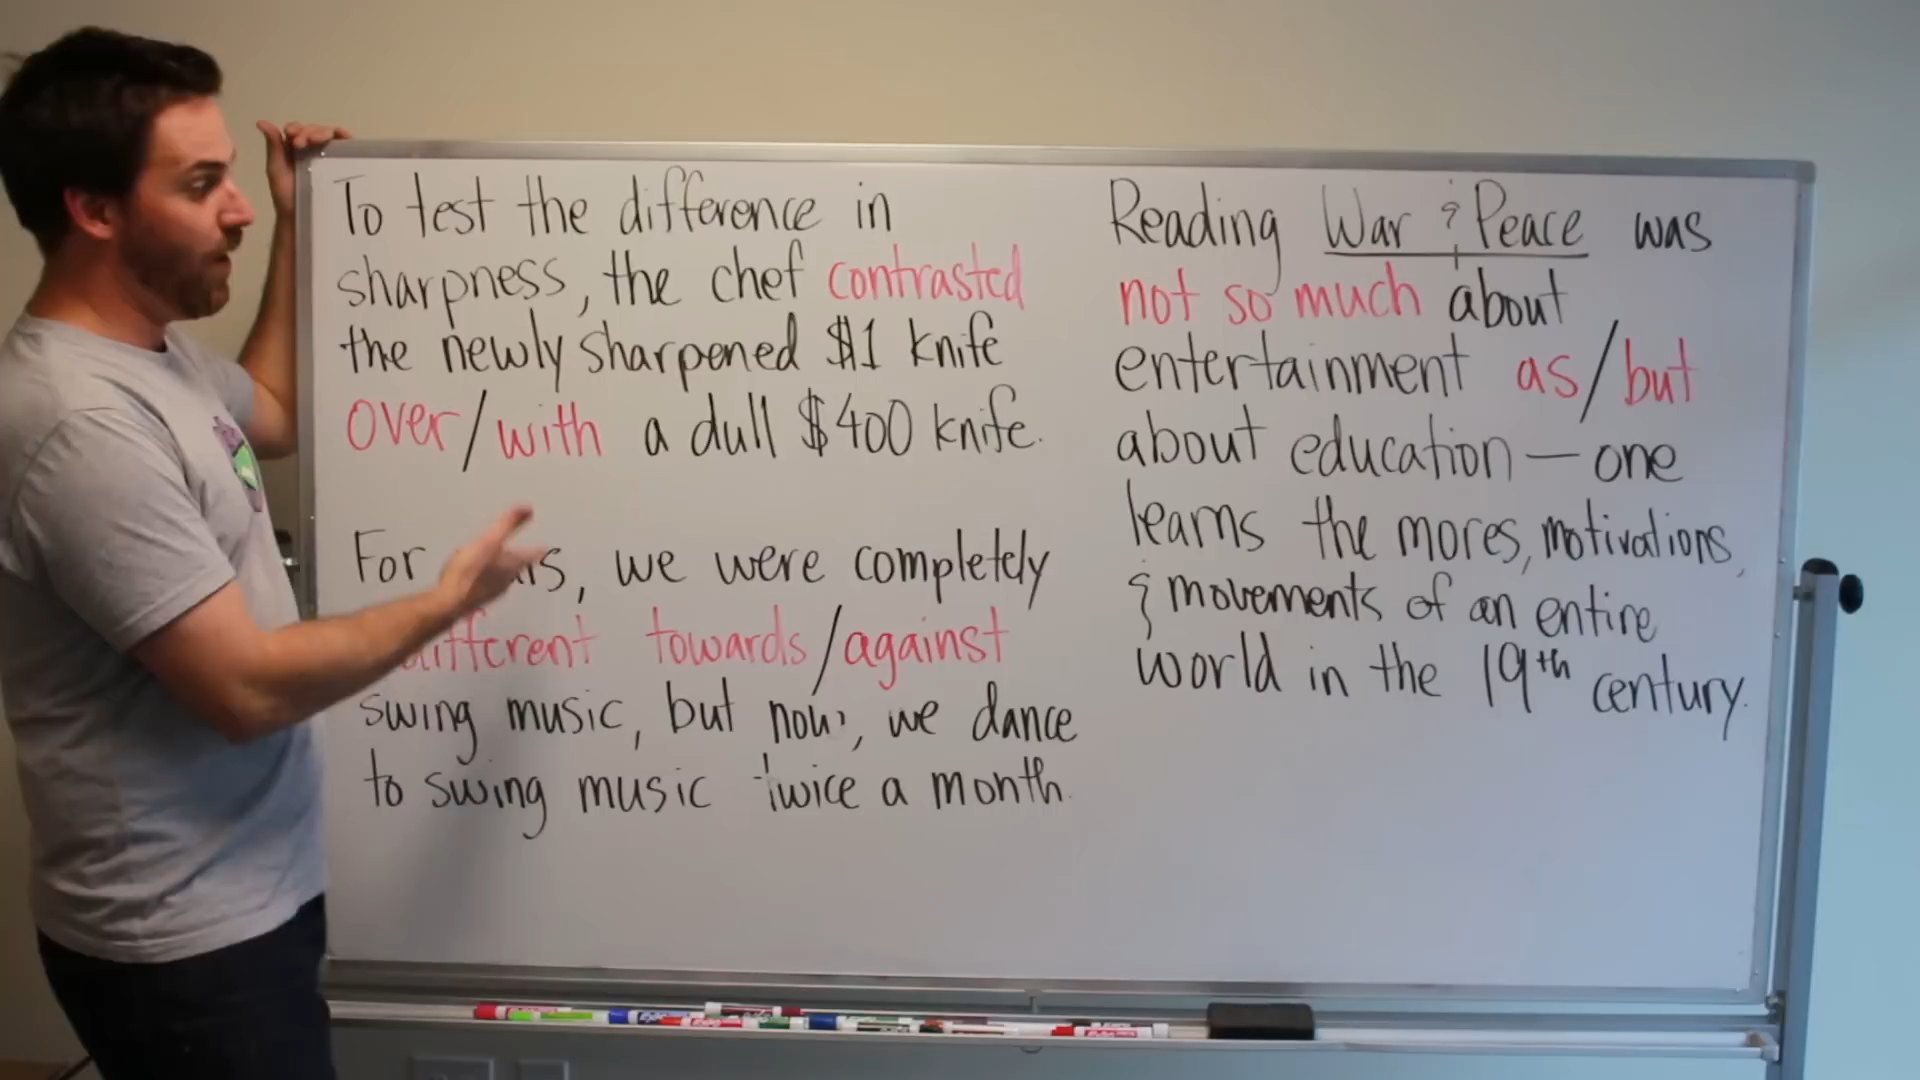 To test the difference in
sharpness, the chef contrasted
the newly sharpened $1 knife
over/with a dull $400 knife.
For we were completely
towards/against
swing music, but now, we dance
to swing music twice a month.
Reading War & Peace was
not so much about
entertainment as/but
about education — one
learns the mores, motivations,
& movements of an entire
world in the 19th century.